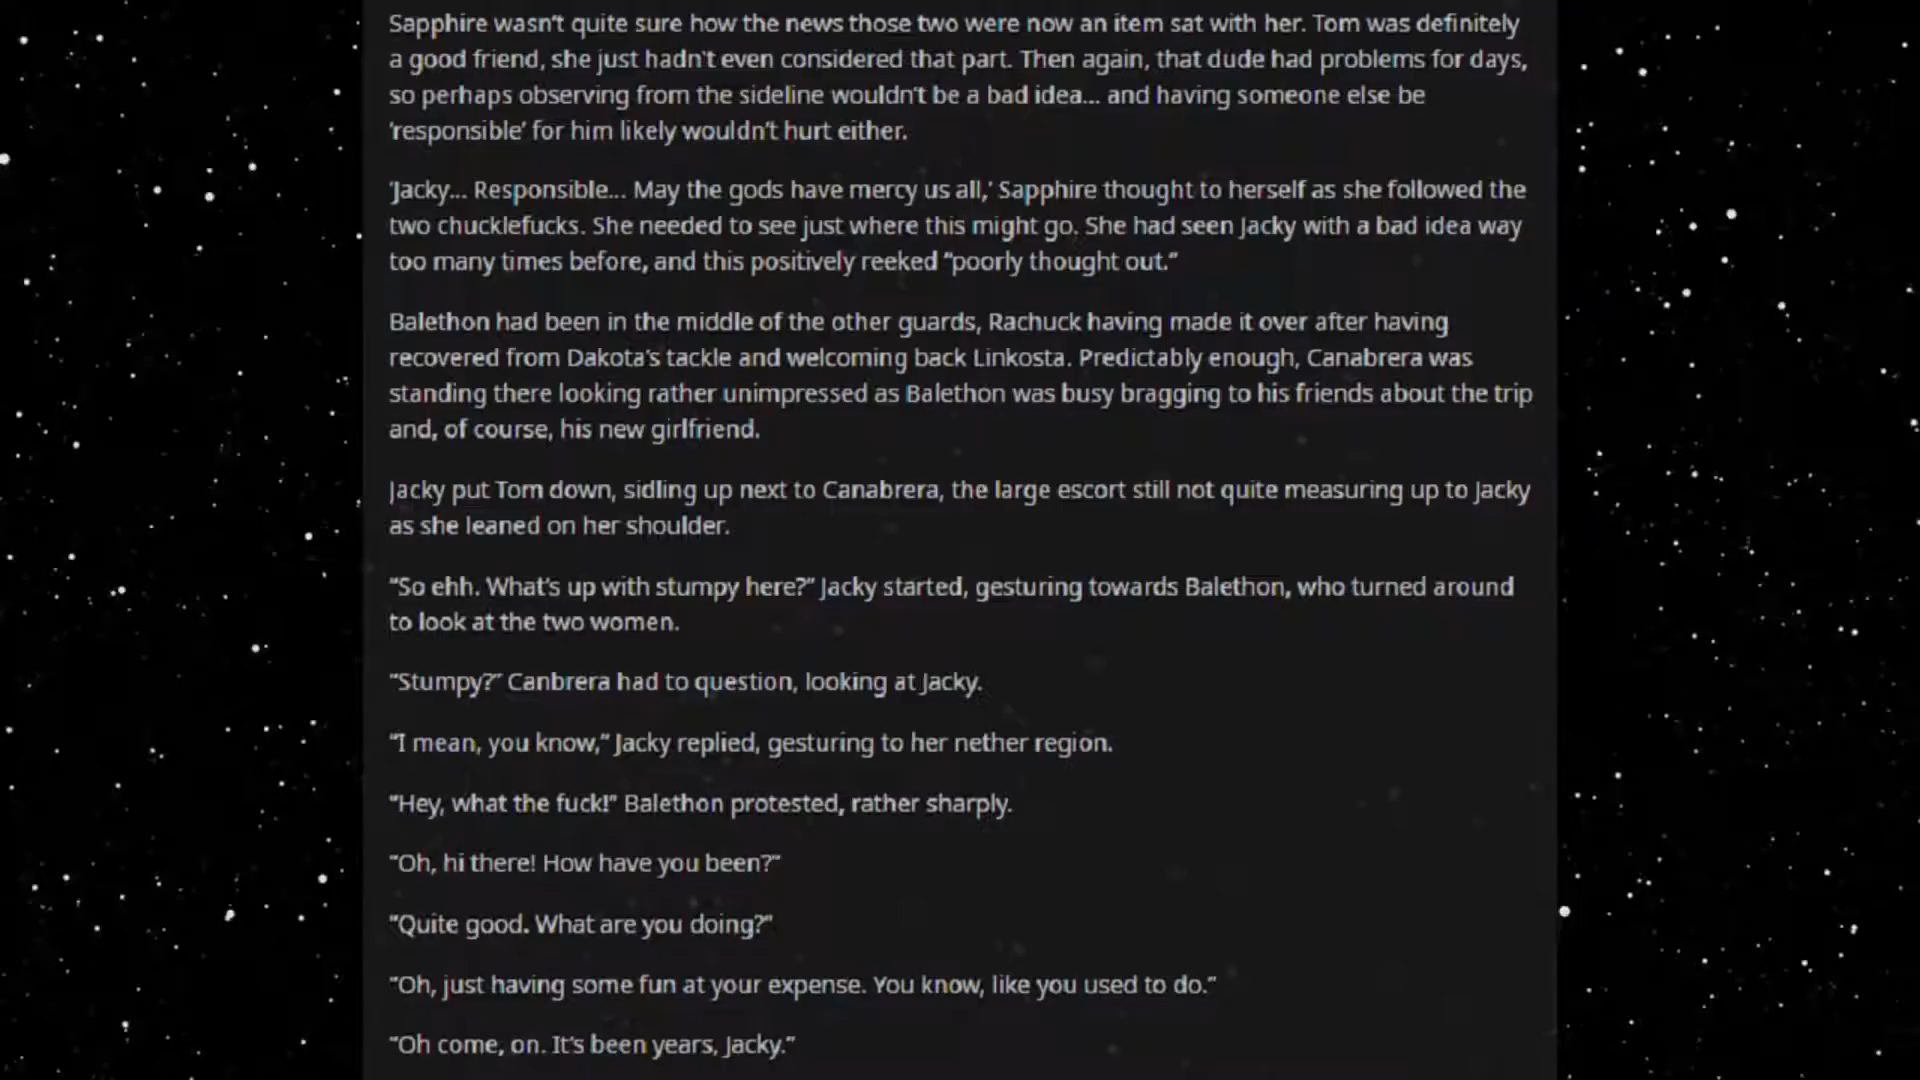 Sapphire wasn't quite sure how the news those two were now an item sat with her. Tom was definitely
a good friend, she just hadn't even considered that part. Then again, that dude had problems for days,
so perhaps observing from the sideline wouldn't be a bad idea... and having someone else be
'responsible' for him likely wouldn't hurt either.
'Jacky... Responsible... May the gods have mercy us all,' Sapphire thought to herself as she followed the
two chucklefucks. She needed to see just where this might go. She had seen Jacky with a bad idea way
too many times before, and this positively reeked “poorly thought out.”
Balethon had been in the middle of the other guards, Rachuck having made it over after having
recovered from Dakota's tackle and welcoming back Linkosta. Predictably enough, Canabrera was
standing there looking rather unimpressed as Balethon was busy bragging to his friends about the trip
and, of course, his new girlfriend.
Jacky put Tom down, sidling up next to Canabrera, the large escort still not quite measuring up to Jacky
as she leaned on her shoulder.
“So ehh. What's up with stumpy here?” Jacky started, gesturing towards Balethon, who turned around
to look at the two women.
“Stumpy?” Canbrera had to question, looking at Jacky.
“I mean, you know,” Jacky replied, gesturing to her nether region.
“Hey, what the fuck!” Balethon protested, rather sharply.
“Oh, hi there! How have you been?”
“Quite good. What are you doing?”
“Oh, just having some fun at your expense. You know, like you used to do.”
“Oh come, on. It's been years, Jacky.”